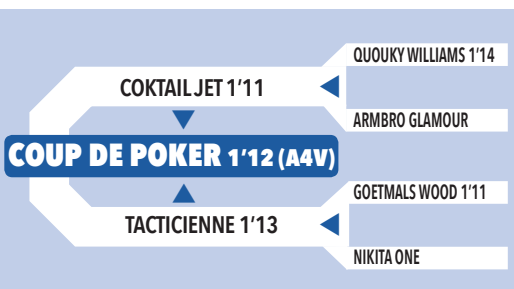 QUOUKY WILLIAMS 1'14
COKTAIL JET 1'11
ARMBRO GLAMOUR
COUP DE POKER 1'12 (A4V)
GOETMALS WOOD 1'11
TACTICIENNE 1'13
NIKITA ONE